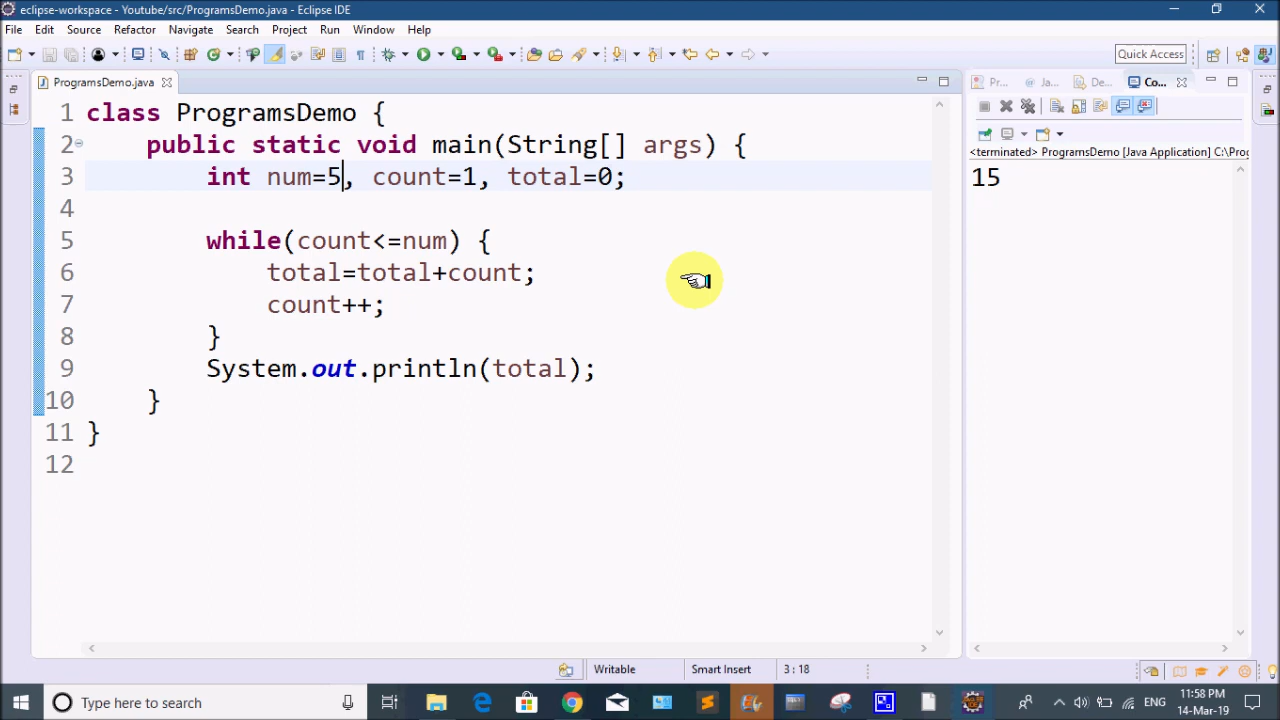 eclipse-workspace - Youtube/src/ProgramsDemo.java - Eclipse IDE
File Edit Source Refactor Navigate Search Project Run Window Help
Quick Access
ProgramsDemo.java
Pr... Ja... De... Co...
1 class ProgramsDemo {
2 public static void main(String[] args) {
3 int num=5, count=1, total=0;
4
5 while(count<=num) {
6 total=total+count;
7 count++;
8 }
9 System.out.println(total);
10 }
11 }
12
<terminated> ProgramsDemo [Java Application] C:\Prog
15
Writable Smart Insert 3 : 18
Type here to search
ENG
11:58 PM
14-Mar-19